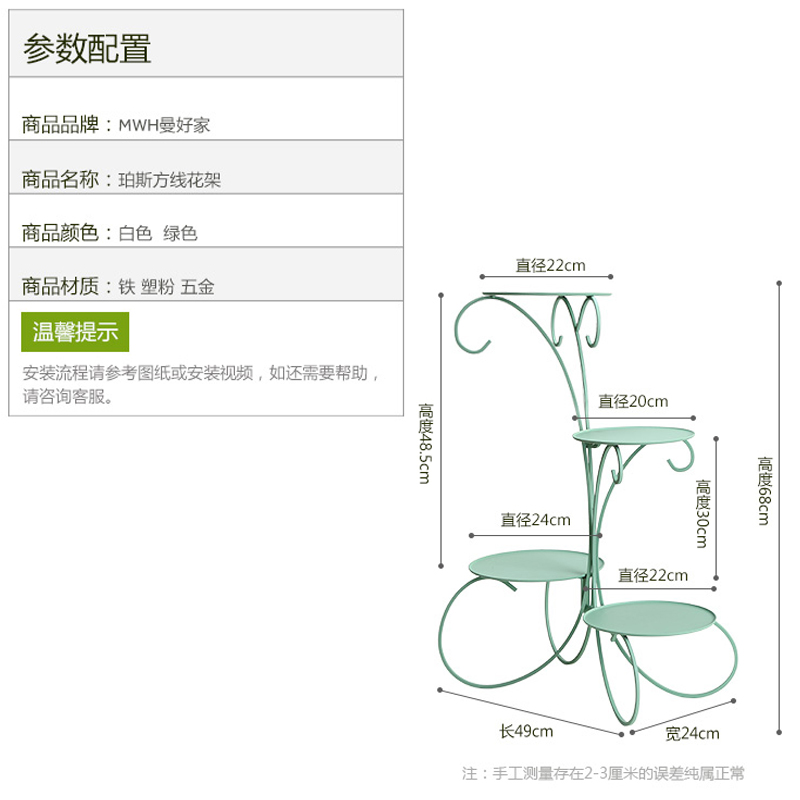 参数配置
商品品牌：MWH曼好家
商品名称：珀斯方线花架
商品颜色：白色 绿色
商品材质：铁 塑粉 五金
温馨提示
安装流程请参考图纸或安装视频，如还需要帮助，
请咨询客服。
直径22cm
直径20cm
高度48.5cm
高度68cm
高度30cm
直径24cm
直径22cm
长49cm
宽24cm
注：手工测量存在2-3厘米的误差纯属正常